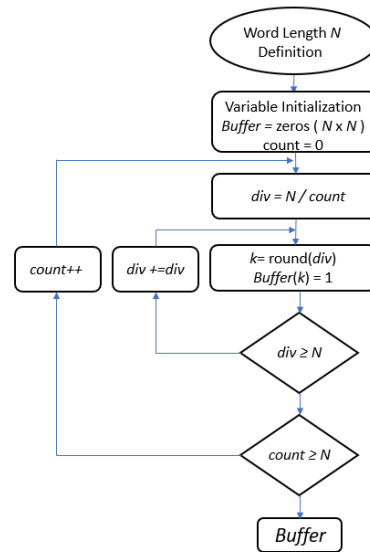 Word Length N
Definition
Variable Initialization
Buffer = zeros ( N x N )
count = 0
div = N / count
count++
div +=div
k= round(div)
Buffer(k) = 1
div ≥ N
count ≥ N
Buffer